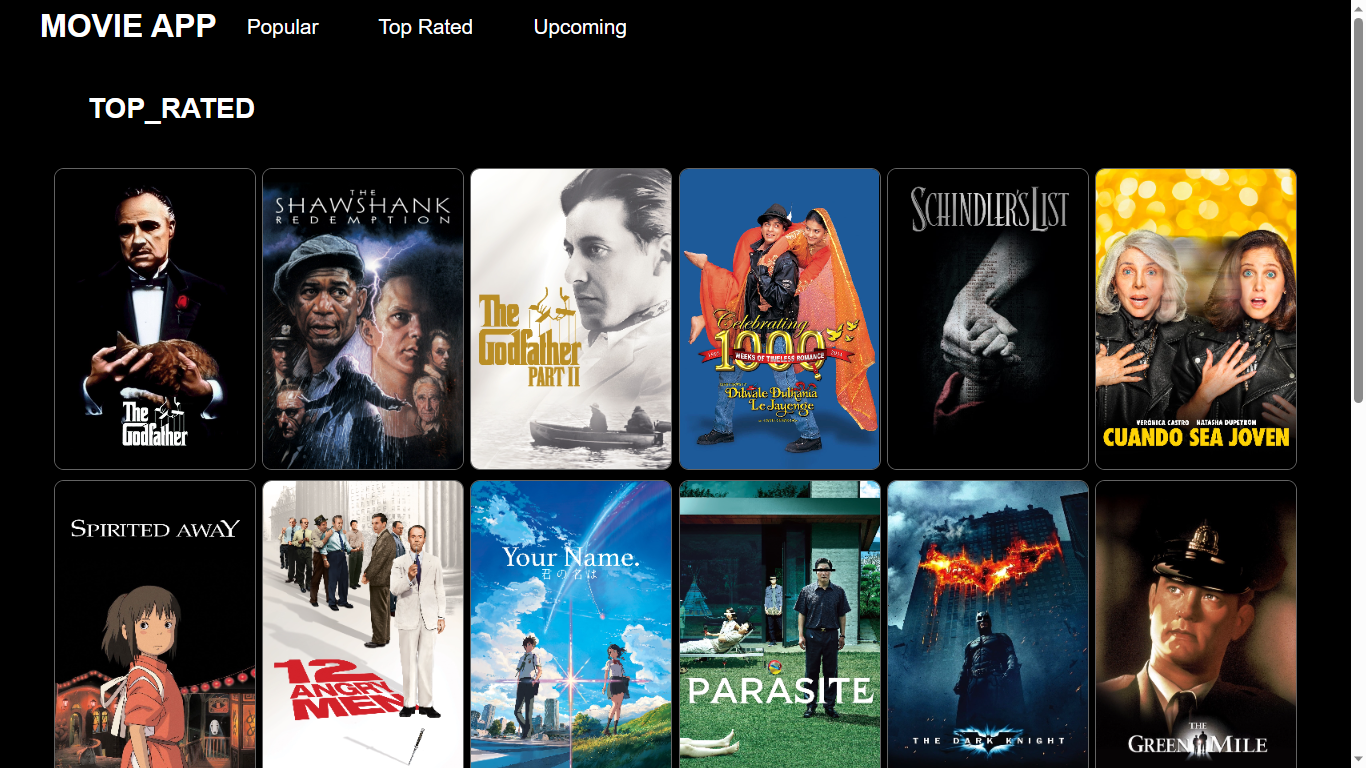 MOVIE APP Popular Top Rated Upcoming
TOP_RATED
The
Godfather
THE
SHAWSHANK
REDEMPTION
The
Godfather
PART II
Celebrating
1000
WEEKS OF TIMELESS ROMANCE
Dilwale Dulhania
Le Jayenge
SCHINDLER'S LIST
VERÓNICA CASTRO NATASHA DUPEYRÓN
CUANDO SEA JOVEN
SPIRITED AWAY
12
ANGRY
MEN
Your Name.
君の名は
PARASITE
THE DARK KNIGHT
THE
GREEN MILE